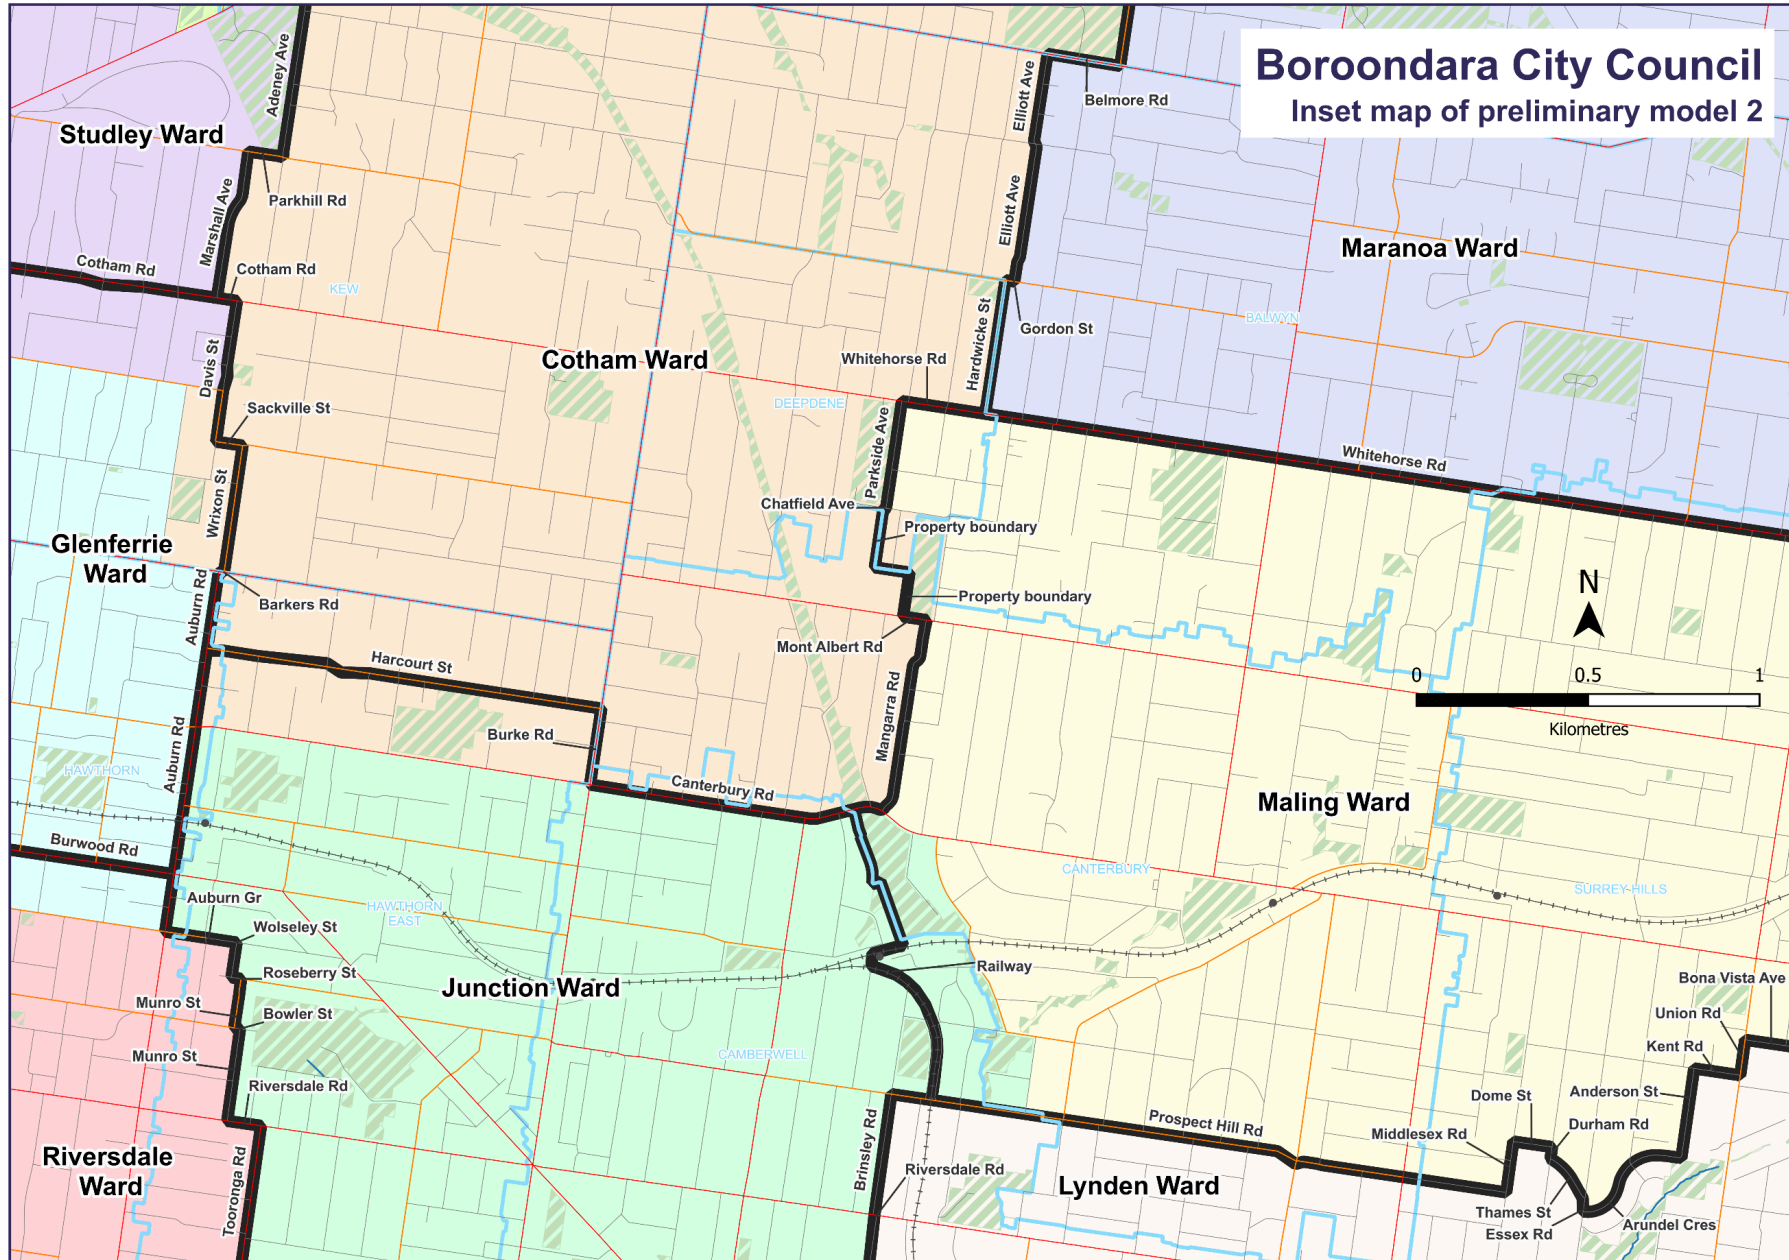 Boroondara City Council
Inset map of preliminary model 2
Adeney Ave
Elliott Ave
Belmore Rd
Studley Ward
Parkhill Rd
Marshall Ave
Elliott Ave
Maranoa Ward
Cotham Rd
Cotham Rd
KEW
Hardwicke St
Gordon St
BALWYN
Davis St
Cotham Ward
Whitehorse Rd
Sackville St
DEEPDENE
Parkside Ave
Whitehorse Rd
Wrixon St
Chatfield Ave
Property boundary
Glenferrie
Ward
Auburn Rd
Barkers Rd
Property boundary
N
Mont Albert Rd
Harcourt St
Mangarra Rd
0
0.5
1
Kilometres
Auburn Rd
Burke Rd
HAWTHORN
Canterbury Rd
Maling Ward
Burwood Rd
CANTERBURY
SURREY HILLS
Auburn Gr
HAWTHORN
EAST
Wolseley St
Roseberry St
Junction Ward
Railway
Bona Vista Ave
Munro St
Bowler St
Union Rd
Munro St
CAMBERWELL
Kent Rd
Riversdale Rd
Anderson St
Dome St
Prospect Hill Rd
Durham Rd
Middlesex Rd
Riversdale
Ward
Tooronga Rd
Brinsley Rd
Riversdale Rd
Lynden Ward
Thames St
Essex Rd
Arundel Cres